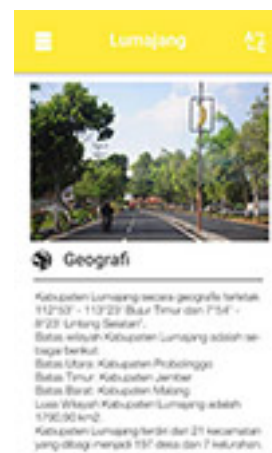 Lumajang
Geografi
Kabupaten Lumajang secara geografis terletak
112°53' - 113°23' Bujur Timur dan 7°54' -
8°23' Lintang Selatan".
Batas wilayah Kabupaten Lumajang adalah se-
bagai berikut:
Batas Utara: Kabupaten Probolinggo
Batas Timur: Kabupaten Jember
Batas Barat: Kabupaten Malang
Luas Wilayah Kabupaten Lumajang adalah
1790,90 km2.
Kabupaten Lumajang terdiri dari 21 kecamatan
yang dibagi menjadi 197 desa dan 7 kelurahan.